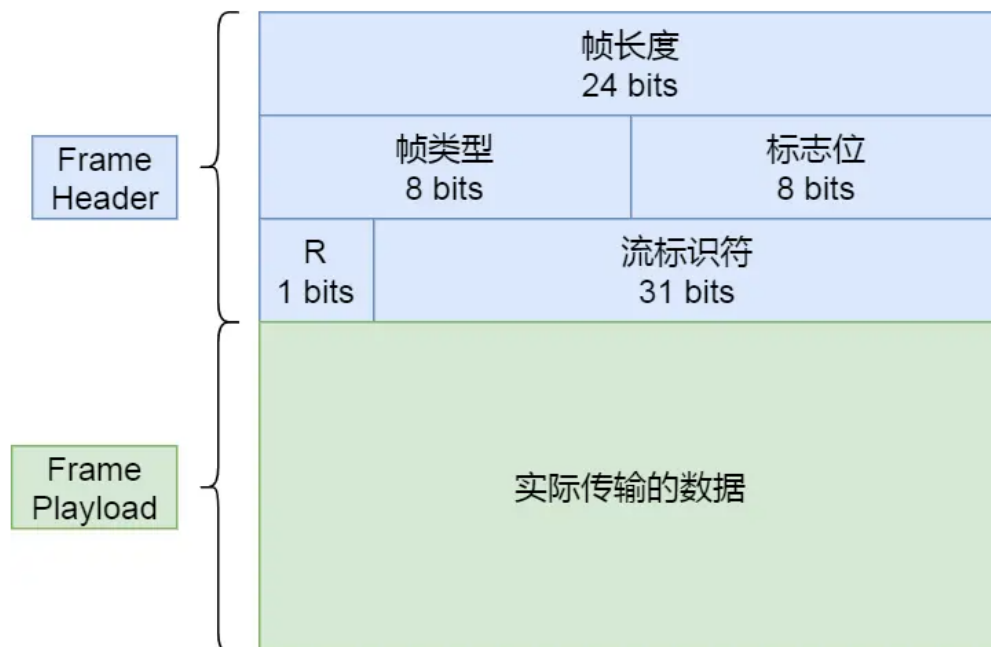 帧长度
24 bits
Frame
Header
帧类型
8 bits
标志位
8 bits
R
1 bits
流标识符
31 bits
Frame
Playload
实际传输的数据